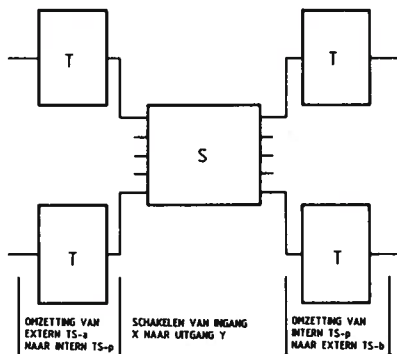 T
T
S
T
T
OMZETTING VAN
EXTERN TS-a
NAAR INTERN TS-p
SCHAKELEN VAN INGANG
X NAAR UITGANG Y
OMZETTING VAN
INTERN TS-p
NAAR EXTERN TS-b